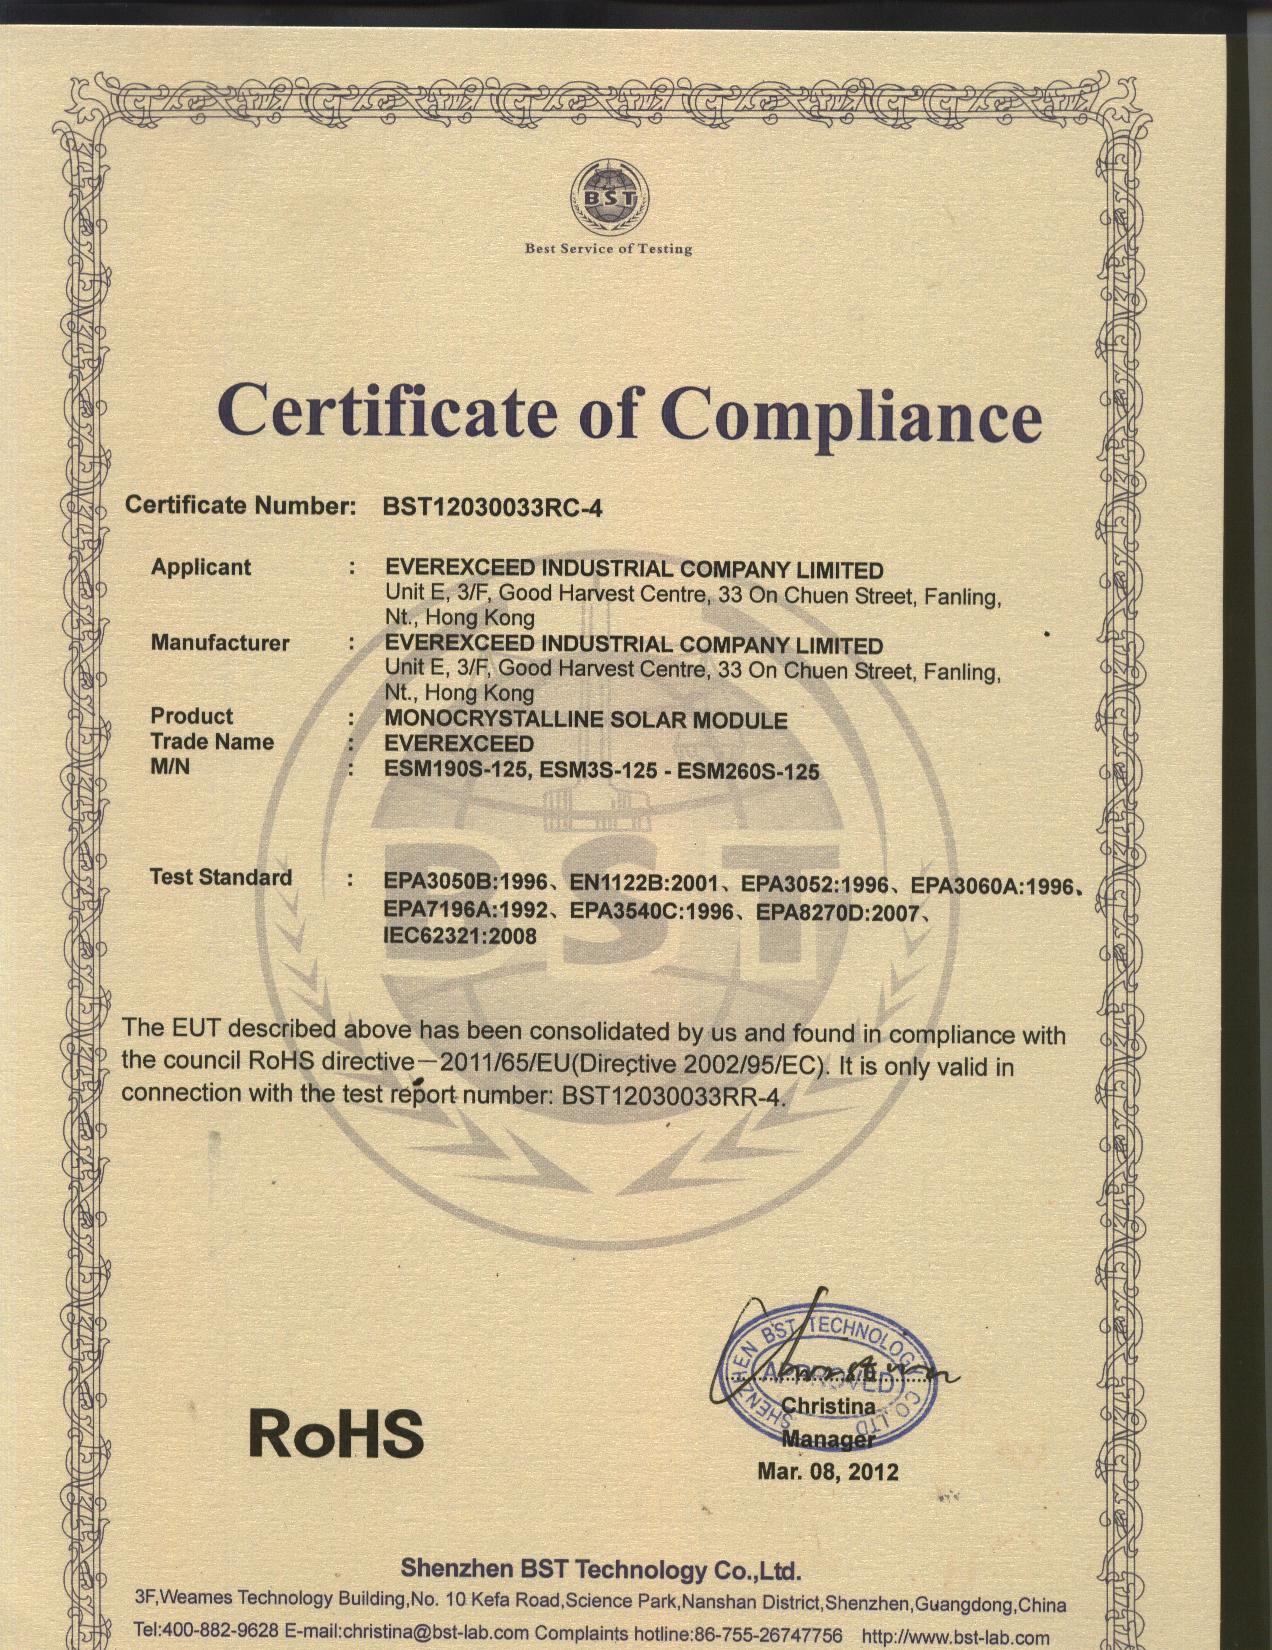 BST
Best Service of Testing
Certificate of Compliance
Certificate Number: BST12030033RC-4
Applicant : EVEREXCEED INDUSTRIAL COMPANY LIMITED
Unit E, 3/F, Good Harvest Centre, 33 On Chuen Street, Fanling,
Nt., Hong Kong
Manufacturer : EVEREXCEED INDUSTRIAL COMPANY LIMITED
Unit E, 3/F, Good Harvest Centre, 33 On Chuen Street, Fanling,
Nt., Hong Kong
Product : MONOCRYSTALLINE SOLAR MODULE
Trade Name : EVEREXCEED
M/N : ESM190S-125, ESM3S-125 - ESM260S-125
BST
Test Standard : EPA3050B:1996、EN1122B:2001、EPA3052:1996、EPA3060A:1996、
EPA7196A:1992、EPA3540C:1996、EPA8270D:2007、
IEC62321:2008
The EUT described above has been consolidated by us and found in compliance with
the council RoHS directive—2011/65/EU(Directive 2002/95/EC). It is only valid in
connection with the test report number: BST12030033RR-4.
SHENZHEN BST TECHNOLOGY CO.,LTD
APPROVED
Christina
Manager
Mar. 08, 2012
RoHS
Shenzhen BST Technology Co.,Ltd.
3F,Weames Technology Building,No. 10 Kefa Road,Science Park,Nanshan District,Shenzhen,Guangdong,China
Tel:400-882-9628 E-mail:christina@bst-lab.com Complaints hotline:86-755-26747756 http://www.bst-lab.com